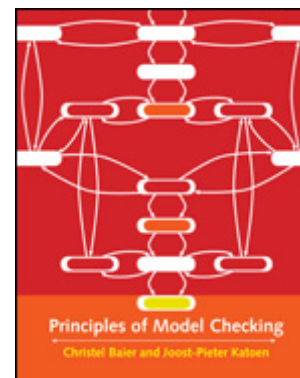 Principles of Model Checking
Christel Baier and Joost-Pieter Katoen